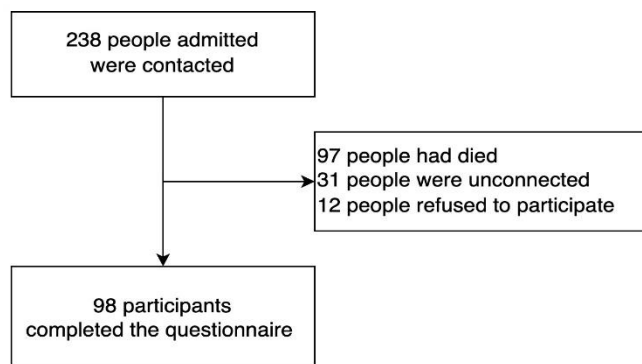 238 people admitted
were contacted
97 people had died
31 people were unconnected
12 people refused to participate
98 participants
completed the questionnaire